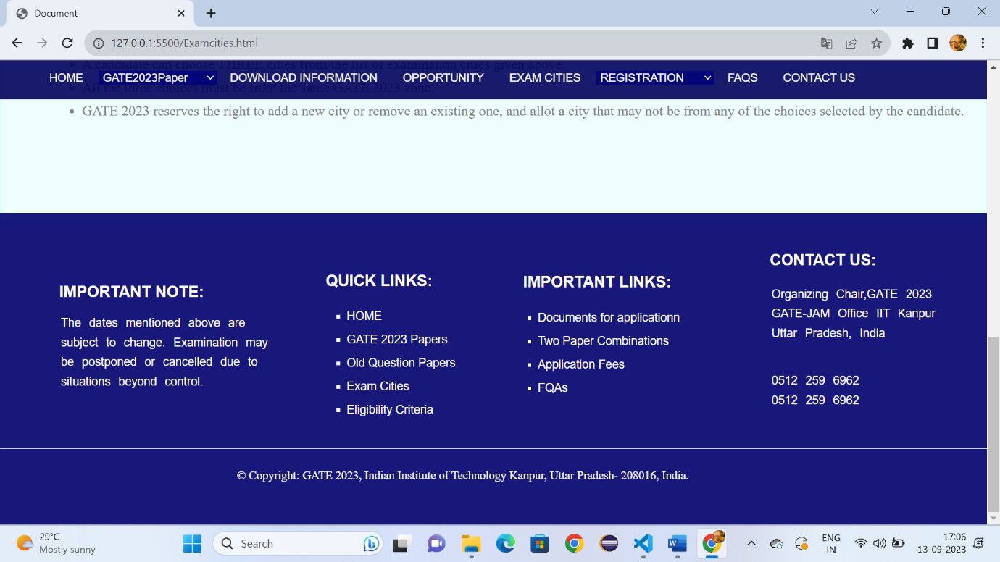 Document
127.0.0.1:5500/Examcities.html
• A candidate can choose THREE cities from the list of examination cities given above.
HOME GATE2023Paper DOWNLOAD INFORMATION OPPORTUNITY EXAM CITIES REGISTRATION FAQS CONTACT US
• All the three choices must be from the same GATE 2023 zone.
• GATE 2023 reserves the right to add a new city or remove an existing one, and allot a city that may not be from any of the choices selected by the candidate.
IMPORTANT NOTE:
The dates mentioned above are
subject to change. Examination may
be postponed or cancelled due to
situations beyond control.
QUICK LINKS:
HOME
GATE 2023 Papers
Old Question Papers
Exam Cities
Eligibility Criteria
IMPORTANT LINKS:
Documents for applicationn
Two Paper Combinations
Application Fees
FQAs
CONTACT US:
Organizing Chair,GATE 2023
GATE-JAM Office IIT Kanpur
Uttar Pradesh, India
0512 259 6962
0512 259 6962
© Copyright: GATE 2023, Indian Institute of Technology Kanpur, Uttar Pradesh- 208016, India.
29°C
Mostly sunny
Search
ENG
IN
17:06
13-09-2023